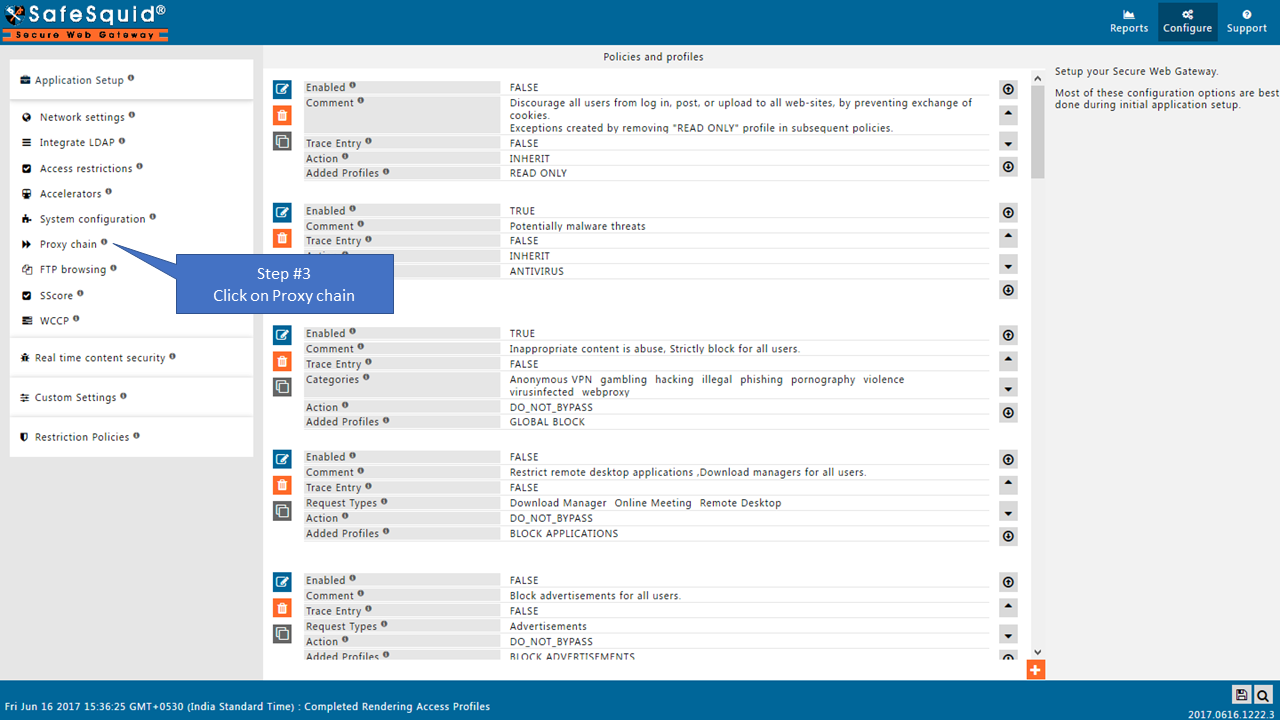 SafeSquid®
Secure Web Gateway
Reports
Configure
Support
Application Setup
Network settings
Integrate LDAP
Access restrictions
Accelerators
System configuration
Proxy chain
FTP browsing
SScore
WCCP
Real time content security
Custom Settings
Restriction Policies
Step #3
Click on Proxy chain
Policies and profiles
Enabled FALSE
Comment Discourage all users from log in, post, or upload to all web-sites, by preventing exchange of
cookies.
Exceptions created by removing "READ ONLY" profile in subsequent policies.
Trace Entry FALSE
Action INHERIT
Added Profiles READ ONLY
Enabled TRUE
Comment Potentially malware threats
Trace Entry FALSE
INHERIT
ANTIVIRUS
Enabled TRUE
Comment Inappropriate content is abuse, Strictly block for all users.
Trace Entry FALSE
Categories Anonymous VPN gambling hacking illegal phishing pornography violence
virusinfected webproxy
Action DO_NOT_BYPASS
Added Profiles GLOBAL BLOCK
Enabled FALSE
Comment Restrict remote desktop applications ,Download managers for all users.
Trace Entry FALSE
Request Types Download Manager Online Meeting Remote Desktop
Action DO_NOT_BYPASS
Added Profiles BLOCK APPLICATIONS
Enabled FALSE
Comment Block advertisements for all users.
Trace Entry FALSE
Request Types Advertisements
Action DO_NOT_BYPASS
Added Profiles BLOCK ADVERTISEMENTS
Setup your Secure Web Gateway.
Most of these configuration options are best
done during initial application setup.
Fri Jun 16 2017 15:36:25 GMT+0530 (India Standard Time) : Completed Rendering Access Profiles
2017.0616.1222.3